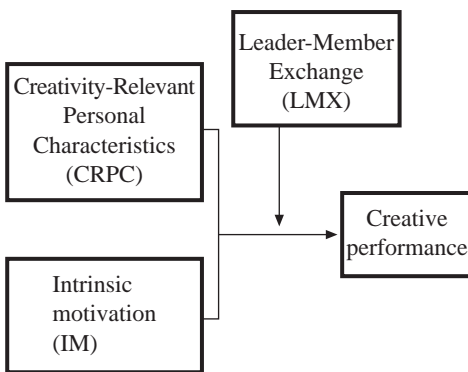 Creativity-Relevant
Personal
Characteristics
(CRPC)
Leader-Member
Exchange
(LMX)
Creative
performance
Intrinsic
motivation
(IM)